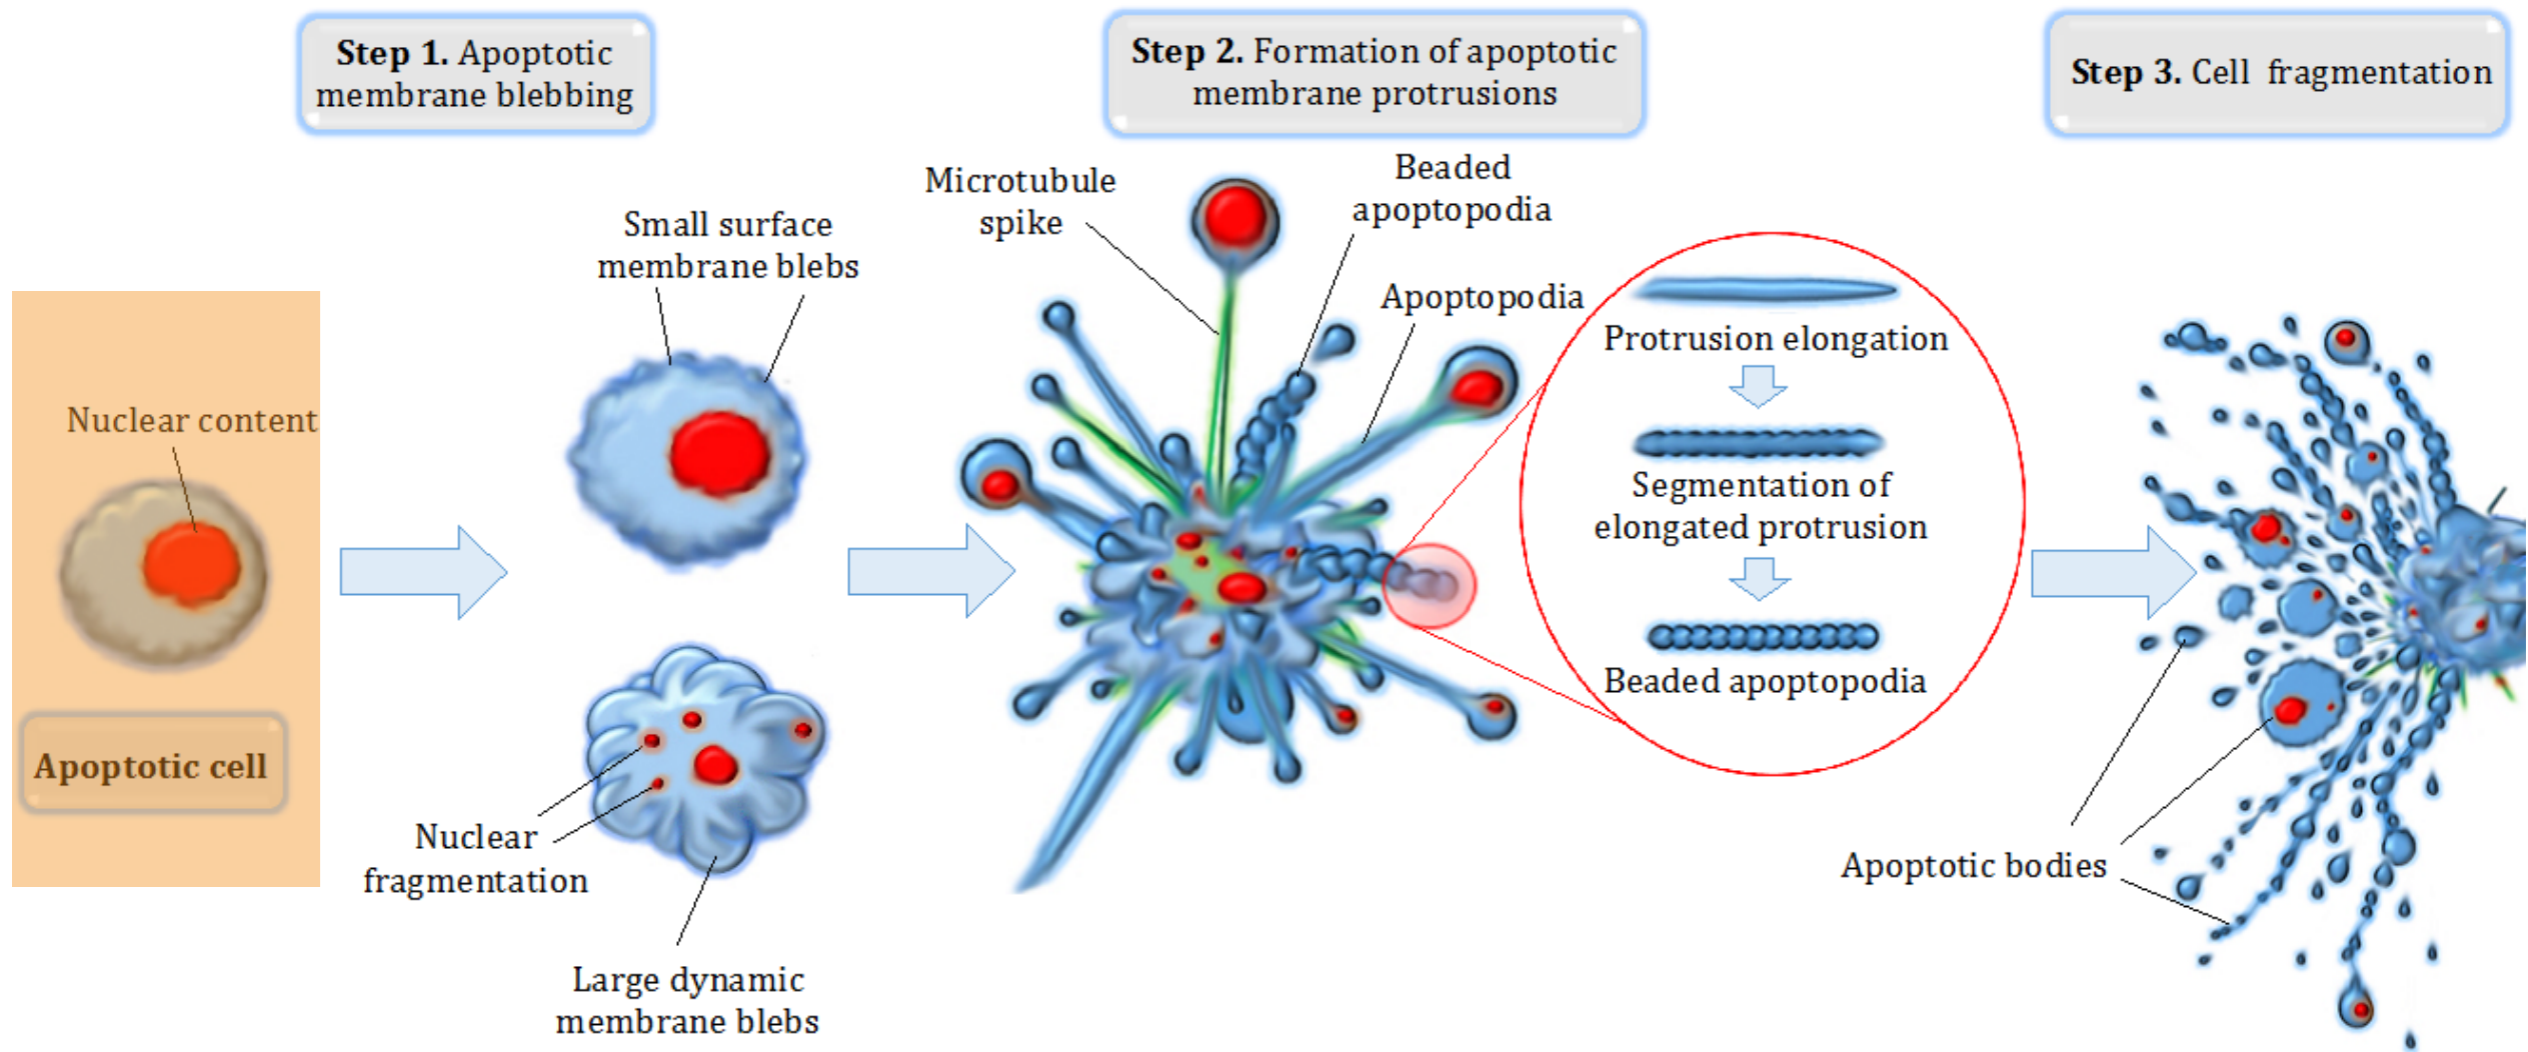 Step 1. Apoptotic
membrane blebbing
Step 2. Formation of apoptotic
membrane protrusions
Step 3. Cell fragmentation
Microtubule
spike
Beaded
apoptopodia
Small surface
membrane blebs
Apoptopodia
Protrusion elongation
Nuclear content
Segmentation of
elongated protrusion
Beaded apoptopodia
Apoptotic cell
Nuclear
fragmentation
Apoptotic bodies
Large dynamic
membrane blebs